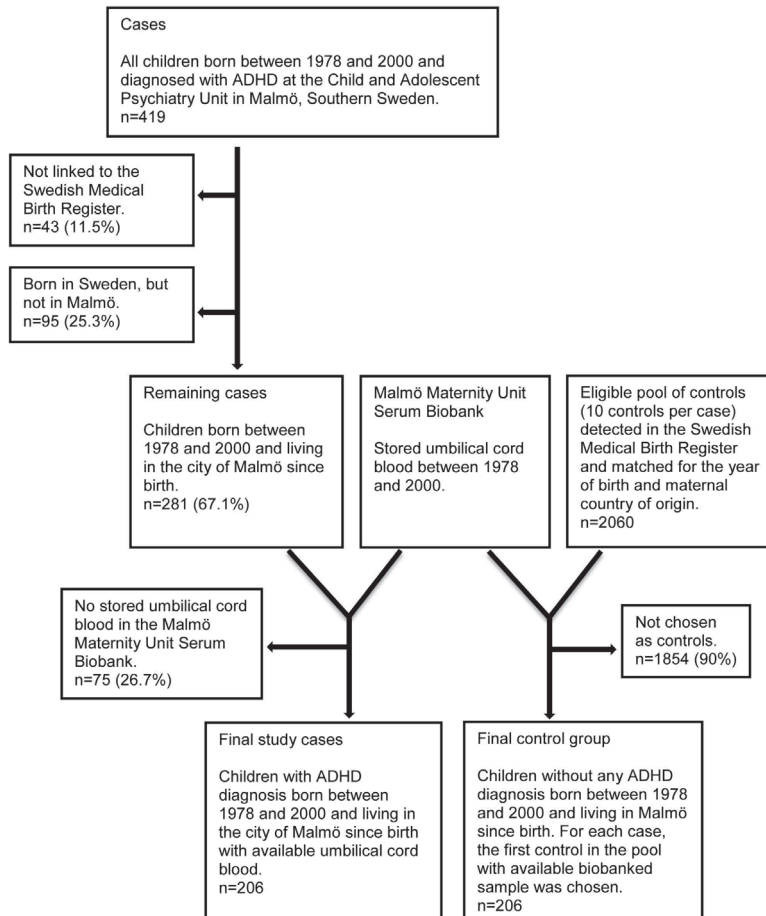 Cases
All children born between 1978 and 2000 and
diagnosed with ADHD at the Child and Adolescent
Psychiatry Unit in Malmö, Southern Sweden.
n=419
Not linked to the
Swedish Medical
Birth Register.
n=43 (11.5%)
Born in Sweden, but
not in Malmö.
n=95 (25.3%)
Remaining cases
Children born between
1978 and 2000 and living
in the city of Malmö since
birth.
n=281 (67.1%)
Malmö Maternity Unit
Serum Biobank
Stored umbilical cord
blood between 1978
and 2000.
Eligible pool of controls
(10 controls per case)
detected in the Swedish
Medical Birth Register
and matched for the year
of birth and maternal
country of origin.
n=2060
No stored umbilical cord
blood in the Malmö
Maternity Unit Serum
Biobank.
n=75 (26.7%)
Not chosen
as controls.
n=1854 (90%)
Final study cases
Children with ADHD
diagnosis born between
1978 and 2000 and living in
the city of Malmö since birth
with available umbilical cord
blood.
n=206
Final control group
Children without any ADHD
diagnosis born between 1978
and 2000 and living in Malmö
since birth. For each case,
the first control in the pool
with available biobanked
sample was chosen.
n=206